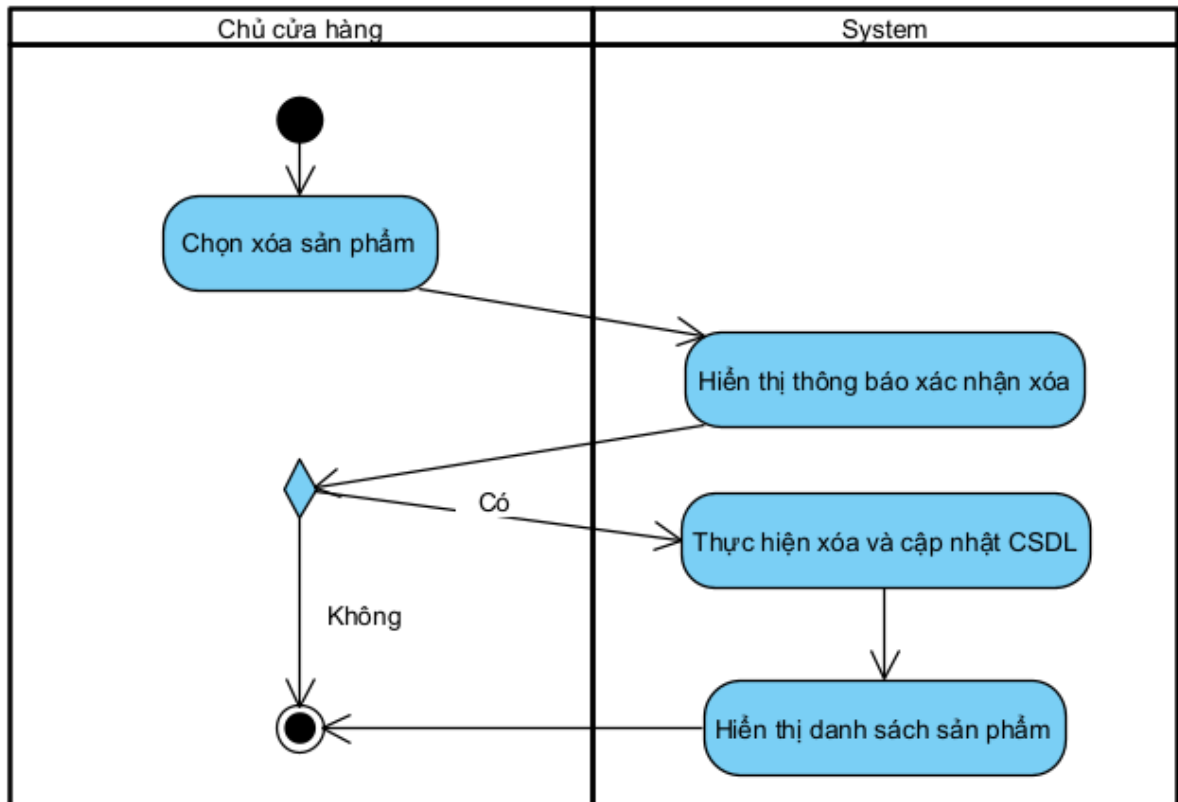 Chủ cửa hàng
System
Chọn xóa sản phẩm
Hiển thị thông báo xác nhận xóa
Có
Thực hiện xóa và cập nhật CSDL
Không
Hiển thị danh sách sản phẩm